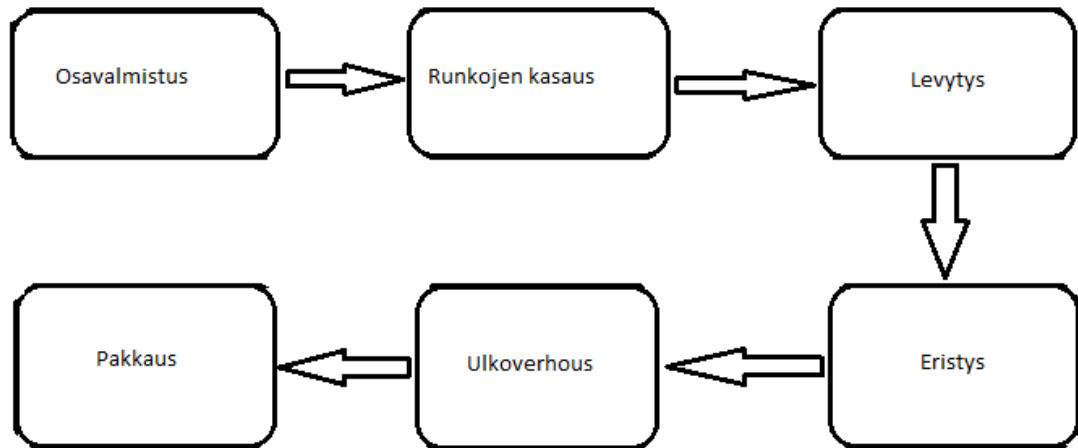 Osavalmistus
Runkojen kasaus
Levytys
Eristys
Ulkoverhous
Pakkaus